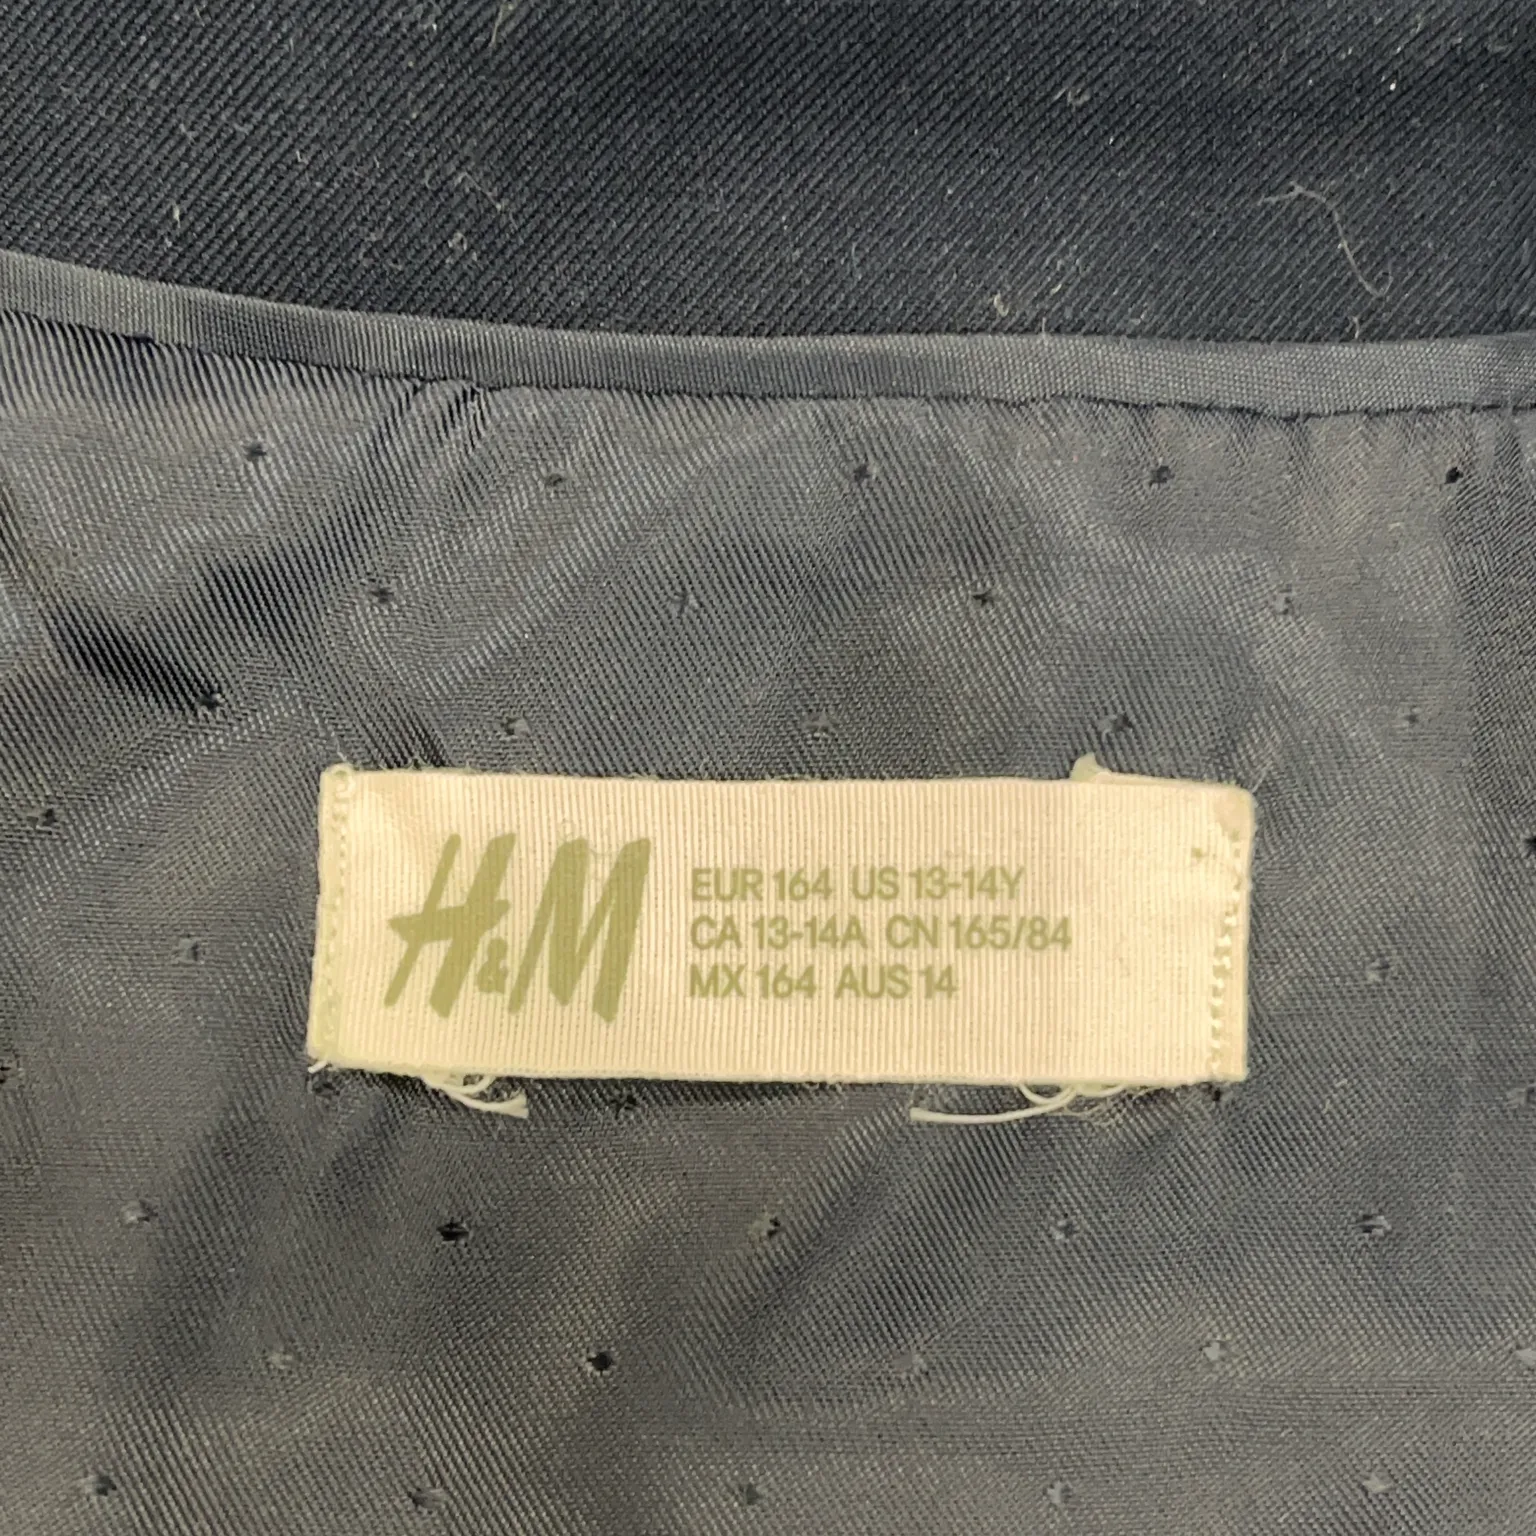 H&M
EUR 164 US 13-14Y
CA 13-14A CN 165/84
MX 164 AUS 14